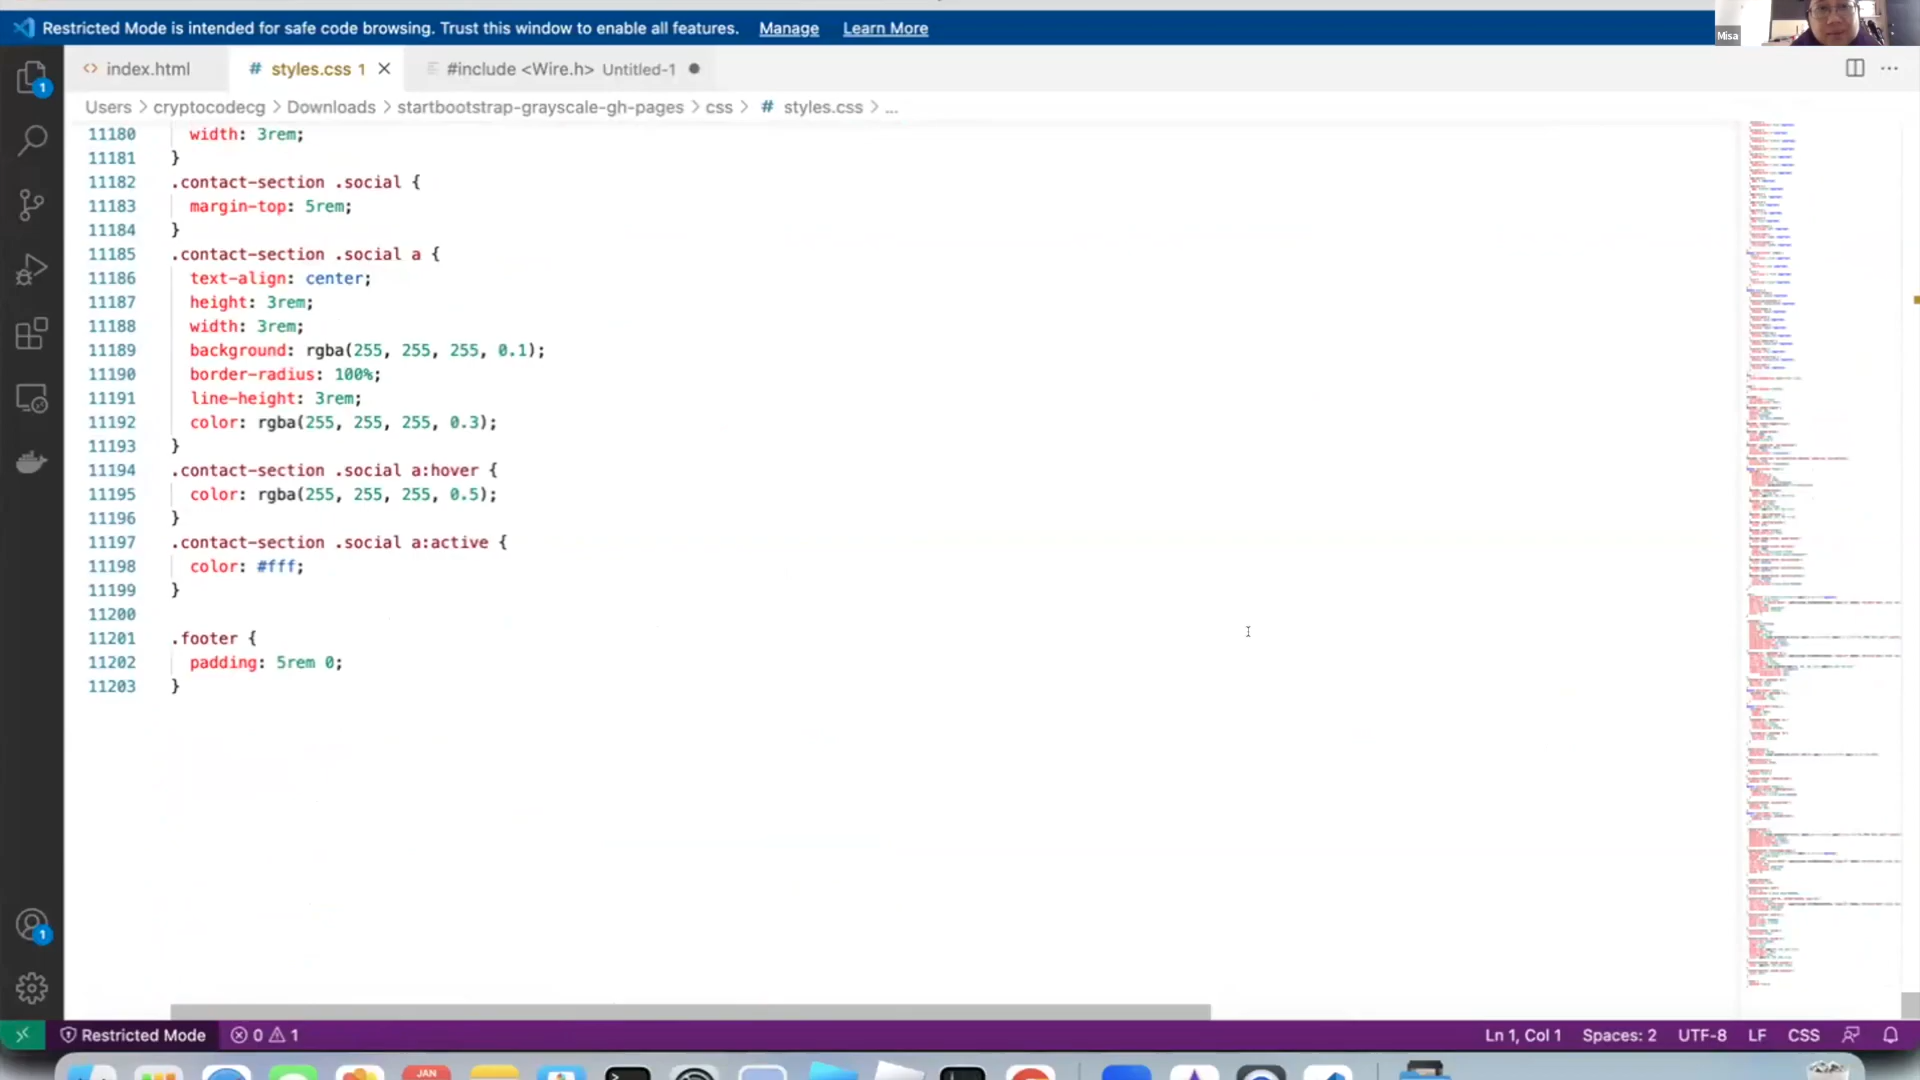 Restricted Mode is intended for safe code browsing. Trust this window to enable all features. Manage Learn More
Misa
index.html
# styles.css 1
#include <Wire.h> Untitled-1
Users > cryptocodecg > Downloads > startbootstrap-grayscale-gh-pages > css > # styles.css > ...
11180 width: 3rem;
11181 }
11182 .contact-section .social {
11183 margin-top: 5rem;
11184 }
11185 .contact-section .social a {
11186 text-align: center;
11187 height: 3rem;
11188 width: 3rem;
11189 background: rgba(255, 255, 255, 0.1);
11190 border-radius: 100%;
11191 line-height: 3rem;
11192 color: rgba(255, 255, 255, 0.3);
11193 }
11194 .contact-section .social a:hover {
11195 color: rgba(255, 255, 255, 0.5);
11196 }
11197 .contact-section .social a:active {
11198 color: #fff;
11199 }
11200
11201 .footer {
11202 padding: 5rem 0;
11203 }
1
1
Restricted Mode 0 1 Ln 1, Col 1 Spaces: 2 UTF-8 LF CSS
JAN